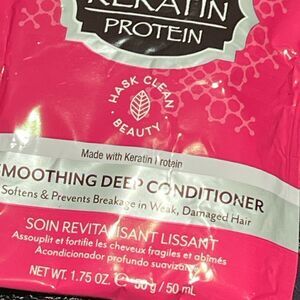 KERATIN
PROTEIN
HASK CLEAN
BEAUTY
Made with Keratin Protein
SMOOTHING DEEP CONDITIONER
Softens & Prevents Breakage in Weak, Damaged Hair
SOIN REVITALISANT LISSANT
Assouplit et fortifie les cheveux fragiles et abîmés
Acondicionador profundo suavizante
NET WT. 1.75 OZ. ℮ 50 g / 50 mL